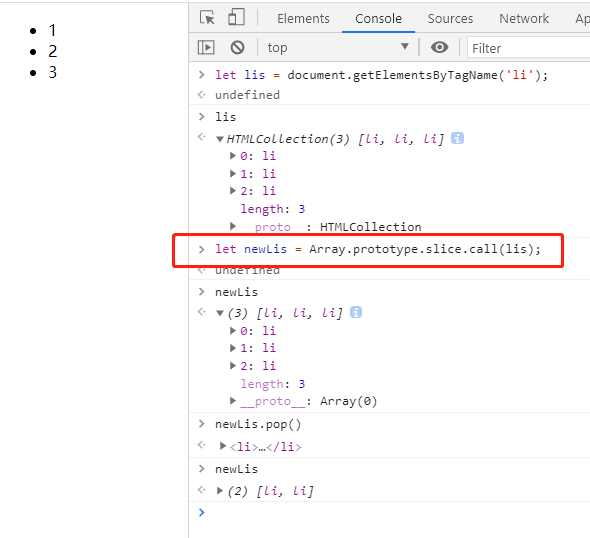 1
2
3
Elements Console Sources Network Ap
top Filter
let lis = document.getElementsByTagName('li');
undefined
lis
HTMLCollection(3) [li, li, li]
0: li
1: li
2: li
length: 3
__proto__: HTMLCollection
let newLis = Array.prototype.slice.call(lis);
undefined
newLis
(3) [li, li, li]
0: li
1: li
2: li
length: 3
__proto__: Array(0)
newLis.pop()
<li>…</li>
newLis
(2) [li, li]